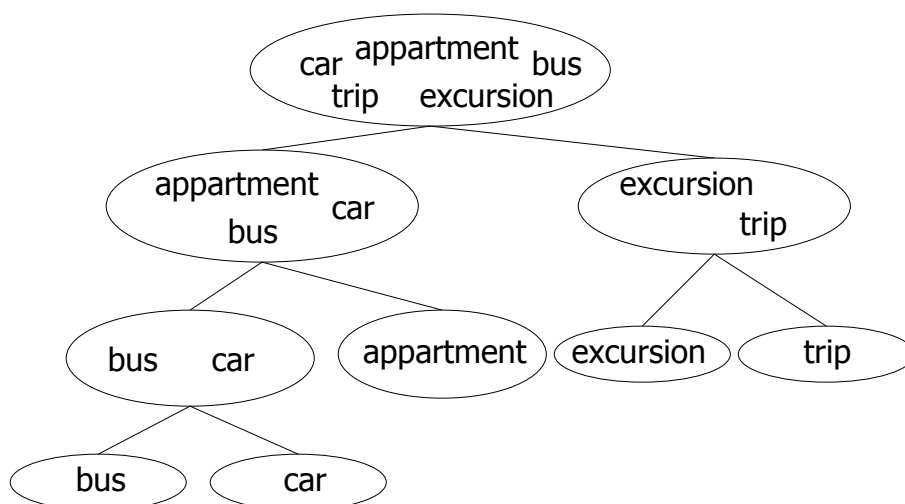 car appartment bus
trip excursion
appartment
car
bus
excursion
trip
bus car
appartment
excursion
trip
bus
car